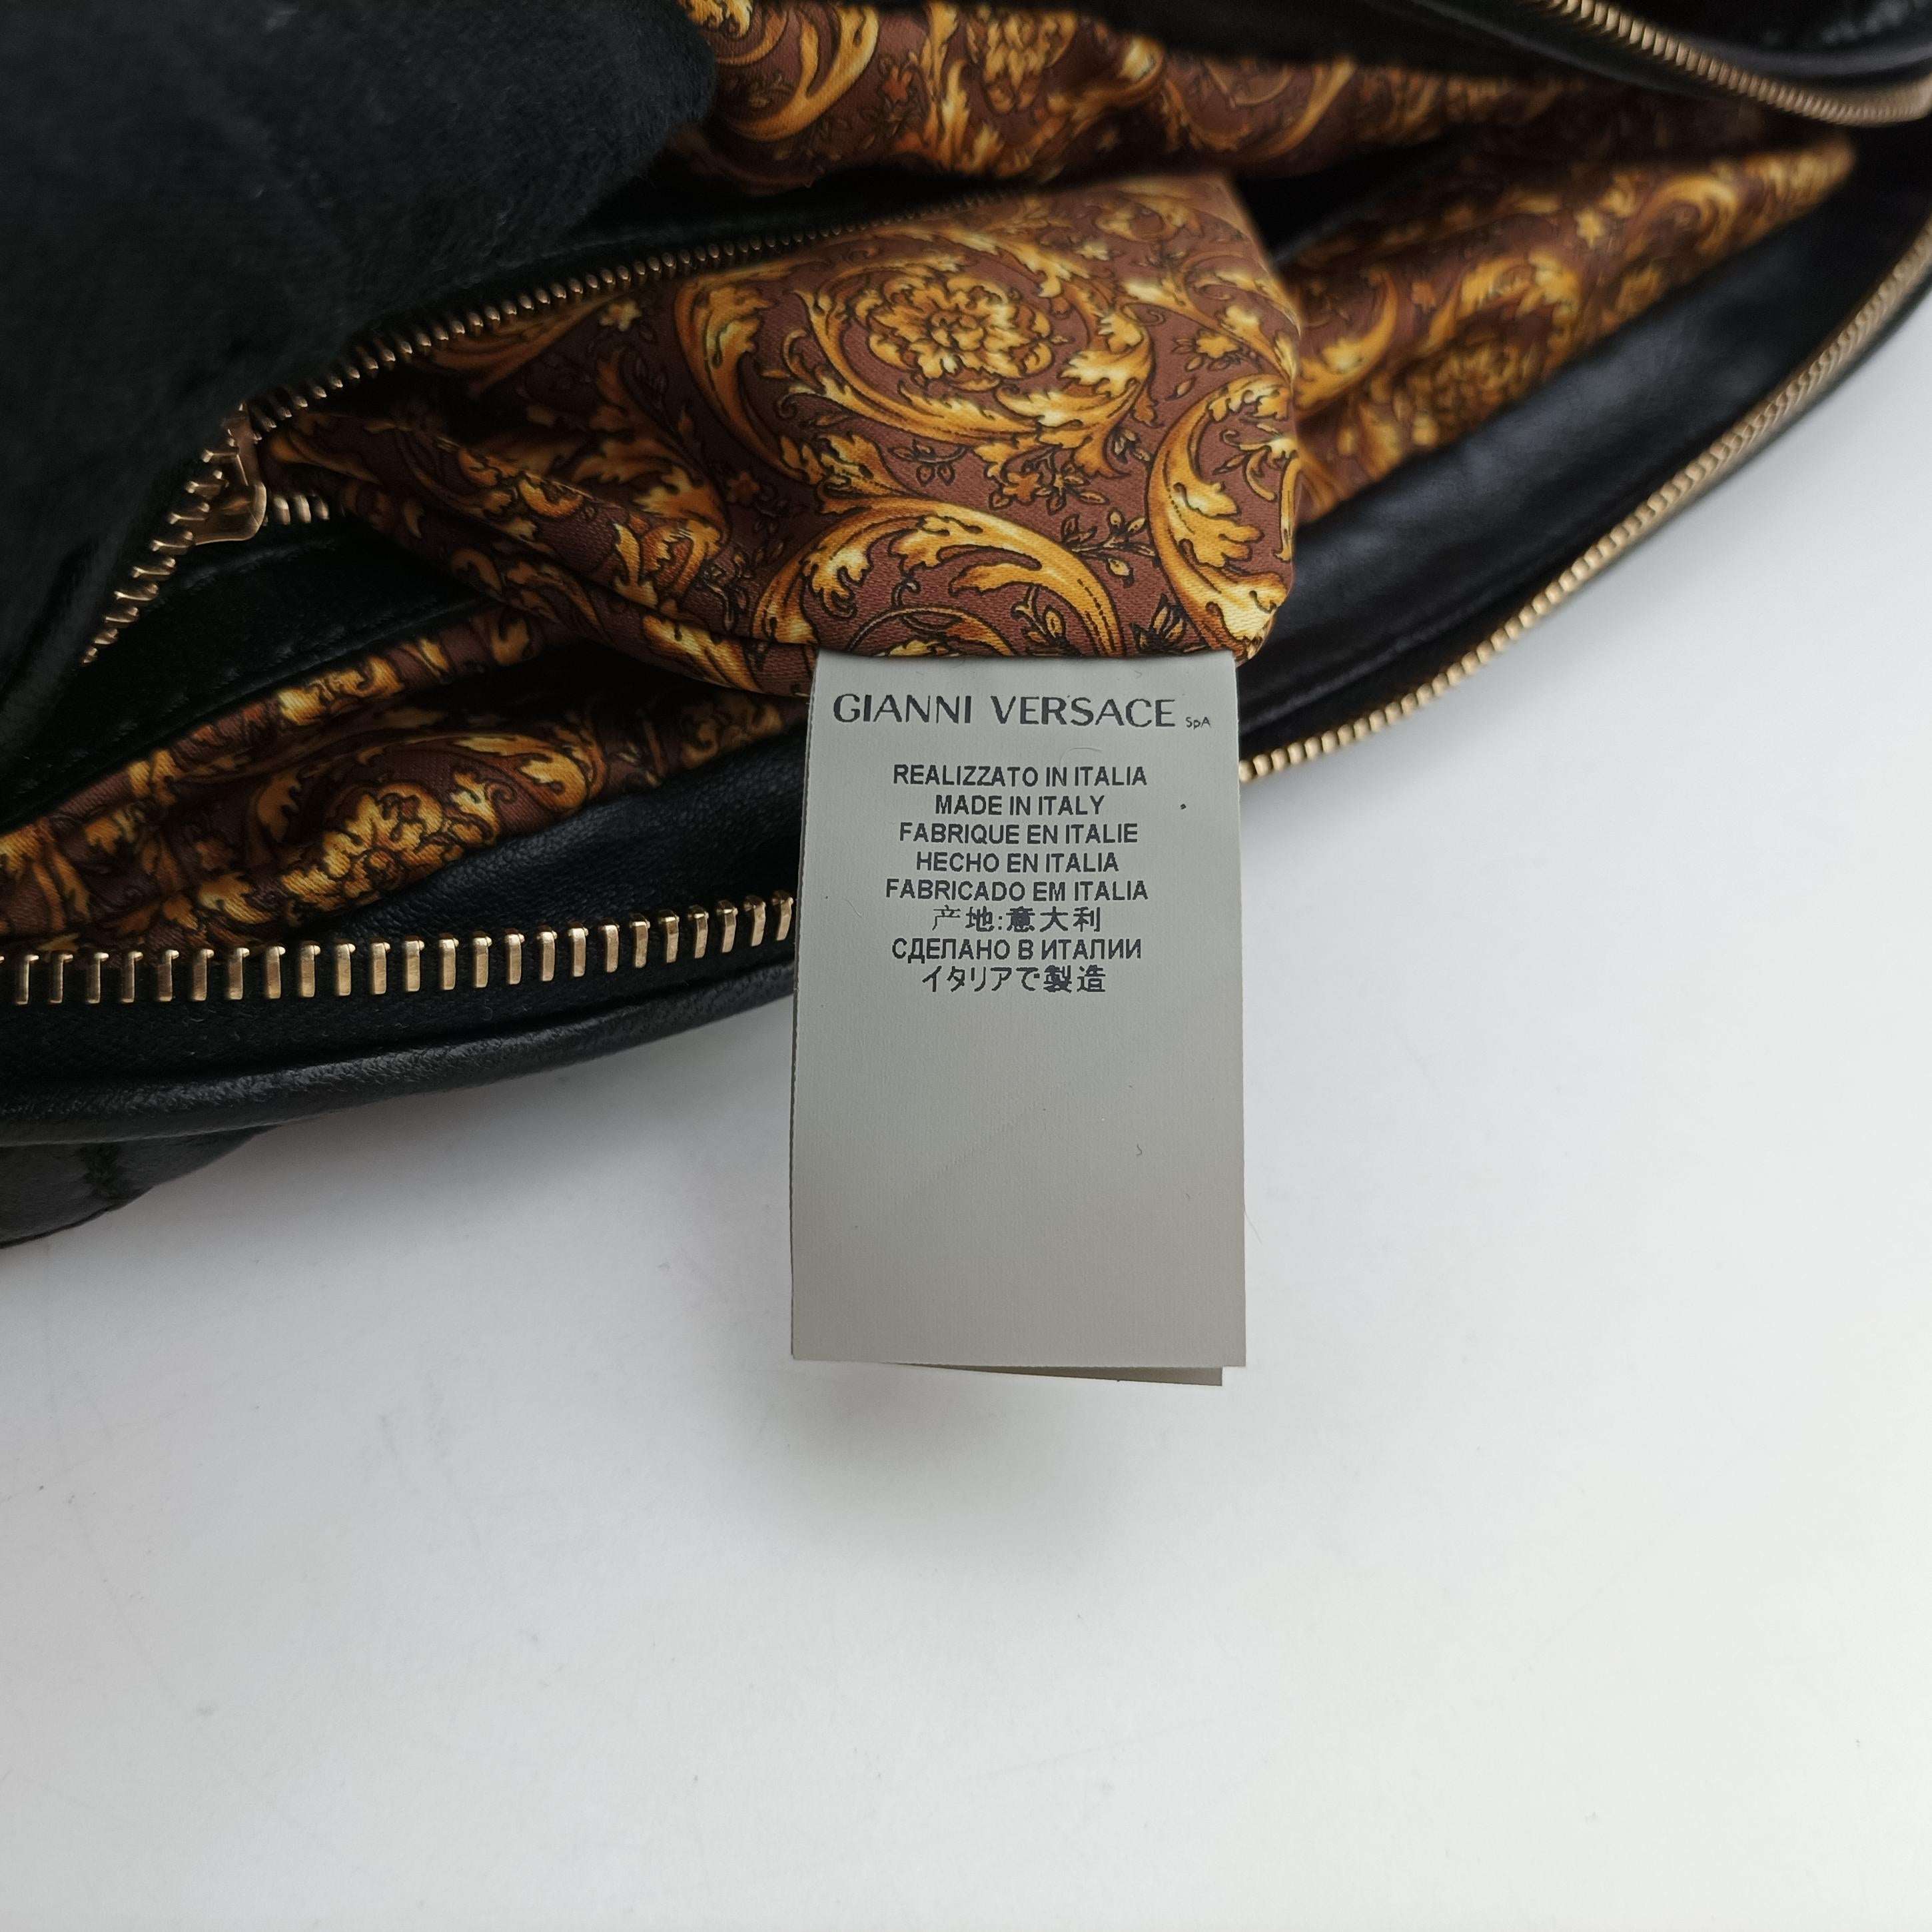 GIANNI VERSACE SpA
REALIZZATO IN ITALIA
MADE IN ITALY
FABRIQUE EN ITALIE
HECHO EN ITALIA
FABRICADO EM ITALIA
产地:意大利
СДЕЛАНО В ИТАЛИИ
イタリアで製造